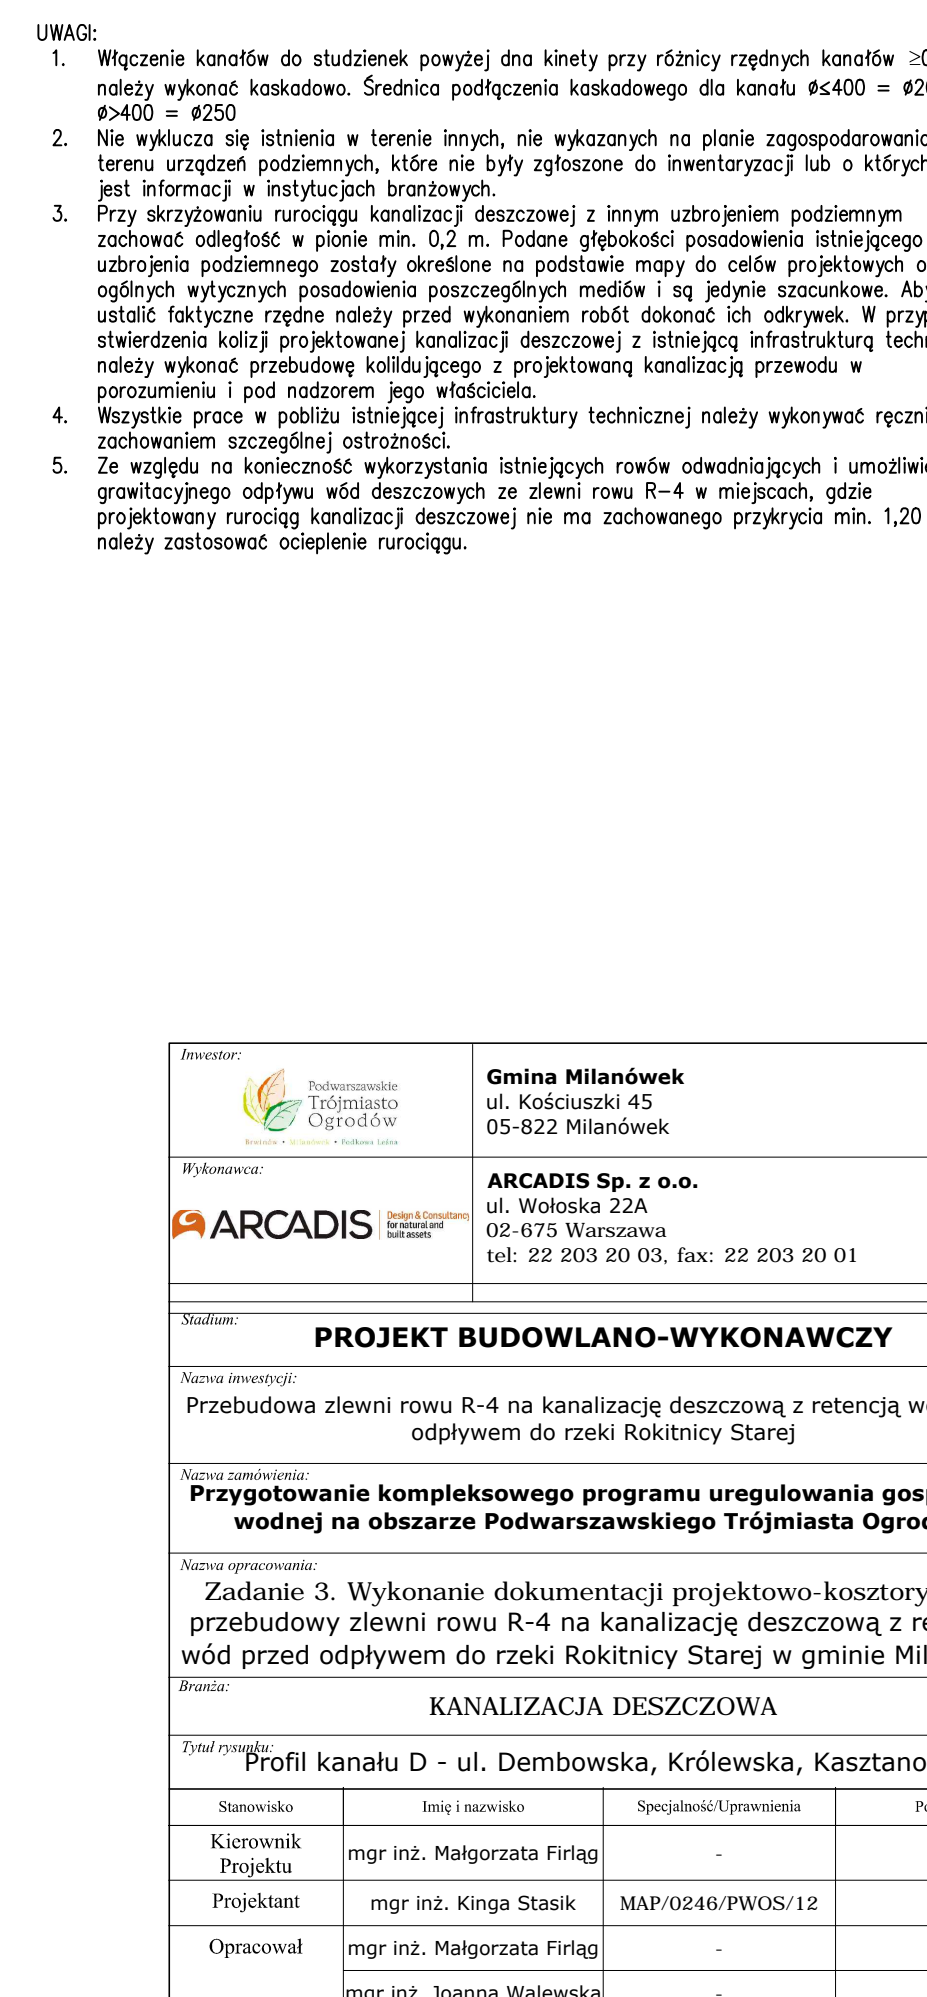 UWAGI:
1. Włączenie kanałów do studzienek powyżej dna kinety przy różnicy rzędnych kanałów ≥0
należy wykonać kaskadowo. Średnica podłączenia kaskadowego dla kanału ø≤400 = ø20
ø>400 = ø250
2. Nie wyklucza się istnienia w terenie innych, nie wykazanych na planie zagospodarowania
terenu urządzeń podziemnych, które nie były zgłoszone do inwentaryzacji lub o których
jest informacji w instytucjach branżowych.
3. Przy skrzyżowaniu rurociągu kanalizacji deszczowej z innym uzbrojeniem podziemnym
zachować odległość w pionie min. 0,2 m. Podane głębokości posadowienia istniejącego
uzbrojenia podziemnego zostały określone na podstawie mapy do celów projektowych o
ogólnych wytycznych posadowienia poszczególnych mediów i są jedynie szacunkowe. Aby
ustalić faktyczne rzędne należy przed wykonaniem robót dokonać ich odkrywek. W przyp
stwierdzenia kolizji projektowanej kanalizacji deszczowej z istniejącą infrastrukturą techn
należy wykonać przebudowę kolildującego z projektowaną kanalizacją przewodu w
porozumieniu i pod nadzorem jego właściciela.
4. Wszystkie prace w pobliżu istniejącej infrastruktury technicznej należy wykonywać ręczni
zachowaniem szczególnej ostrożności.
5. Ze względu na konieczność wykorzystania istniejących rowów odwadniających i umożliwie
grawitacyjnego odpływu wód deszczowych ze zlewni rowu R-4 w miejscach, gdzie
projektowany rurociąg kanalizacji deszczowej nie ma zachowanego przykrycia min. 1,20
należy zastosować ocieplenie rurociągu.
Inwestor:
Podwarszawskie
Trójmiasto
Ogrodów
Brwinów • Milanówek • Podkowa Leśna
Gmina Milanówek
ul. Kościuszki 45
05-822 Milanówek
Wykonawca:
ARCADIS
Design & Consultancy
for natural and
built assets
ARCADIS Sp. z o.o.
ul. Wołoska 22A
02-675 Warszawa
tel: 22 203 20 03, fax: 22 203 20 01
Stadium:
PROJEKT BUDOWLANO-WYKONAWCZY
Nazwa inwestycji:
Przebudowa zlewni rowu R-4 na kanalizację deszczową z retencją w
odpływem do rzeki Rokitnicy Starej
Nazwa zamówienia:
Przygotowanie kompleksowego programu uregulowania gosp
wodnej na obszarze Podwarszawskiego Trójmiasta Ogrod
Nazwa opracowania:
Zadanie 3. Wykonanie dokumentacji projektowo-kosztory
przebudowy zlewni rowu R-4 na kanalizację deszczową z re
wód przed odpływem do rzeki Rokitnicy Starej w gminie Mil
Branża:
KANALIZACJA DESZCZOWA
Tytuł rysunku:
Profil kanału D - ul. Dembowska, Królewska, Kasztano
Stanowisko Imię i nazwisko Specjalność/Uprawnienia Po
Kierownik
Projektu
mgr inż. Małgorzata Firląg -
Projektant mgr inż. Kinga Stasik MAP/0246/PWOS/12
Opracował mgr inż. Małgorzata Firląg -
mgr inż. Joanna Walewska -